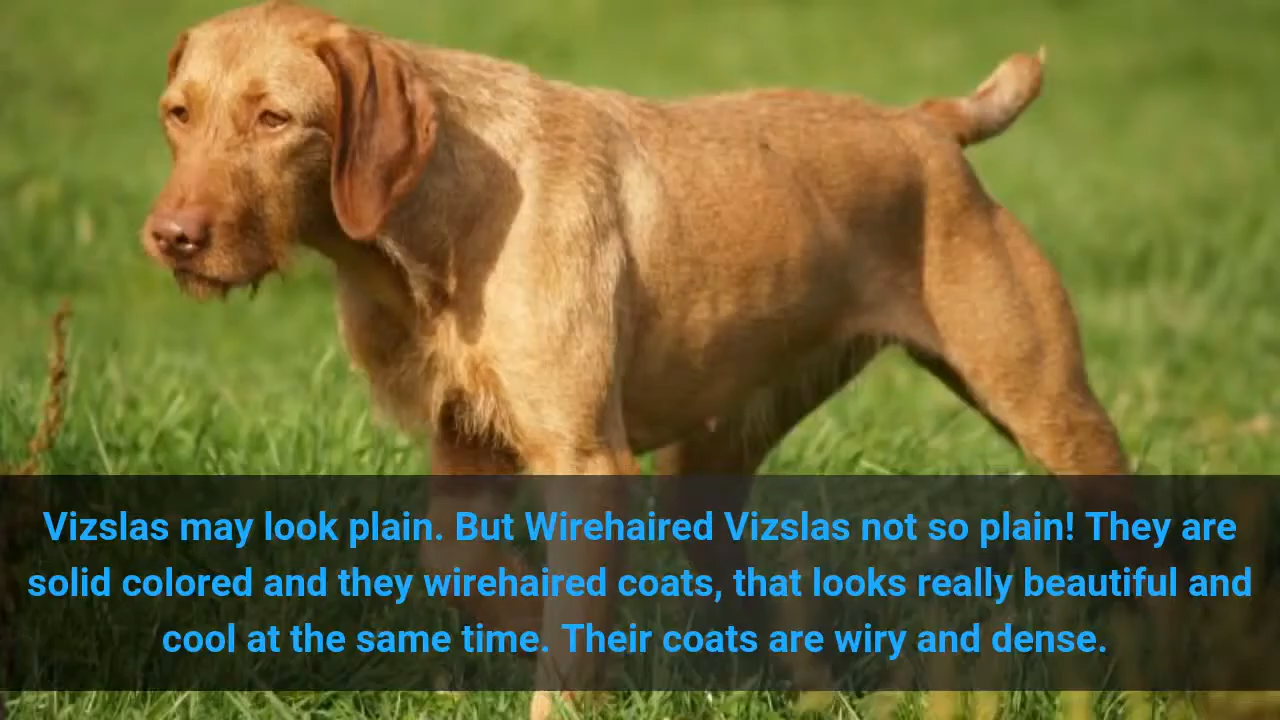 Vizslas may look plain. But Wirehaired Vizslas not so plain! They are
solid colored and they wirehaired coats, that looks really beautiful and
cool at the same time. Their coats are wiry and dense.